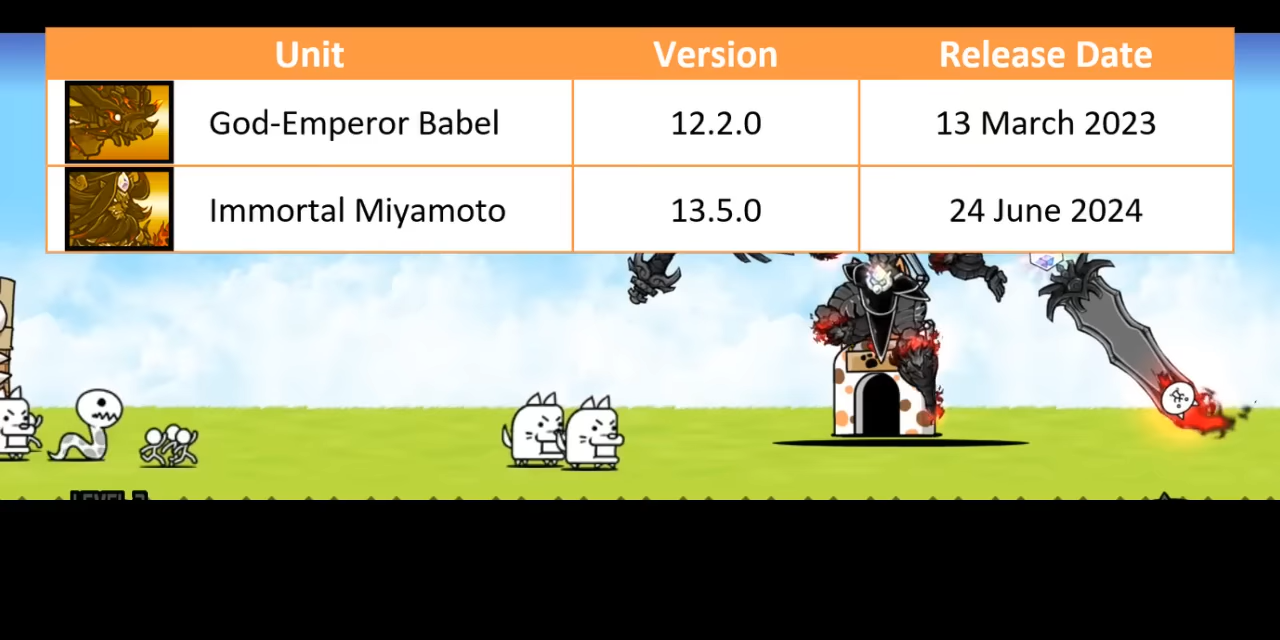 Unit Version Release Date
God-Emperor Babel 12.2.0 13 March 2023
Immortal Miyamoto 13.5.0 24 June 2024